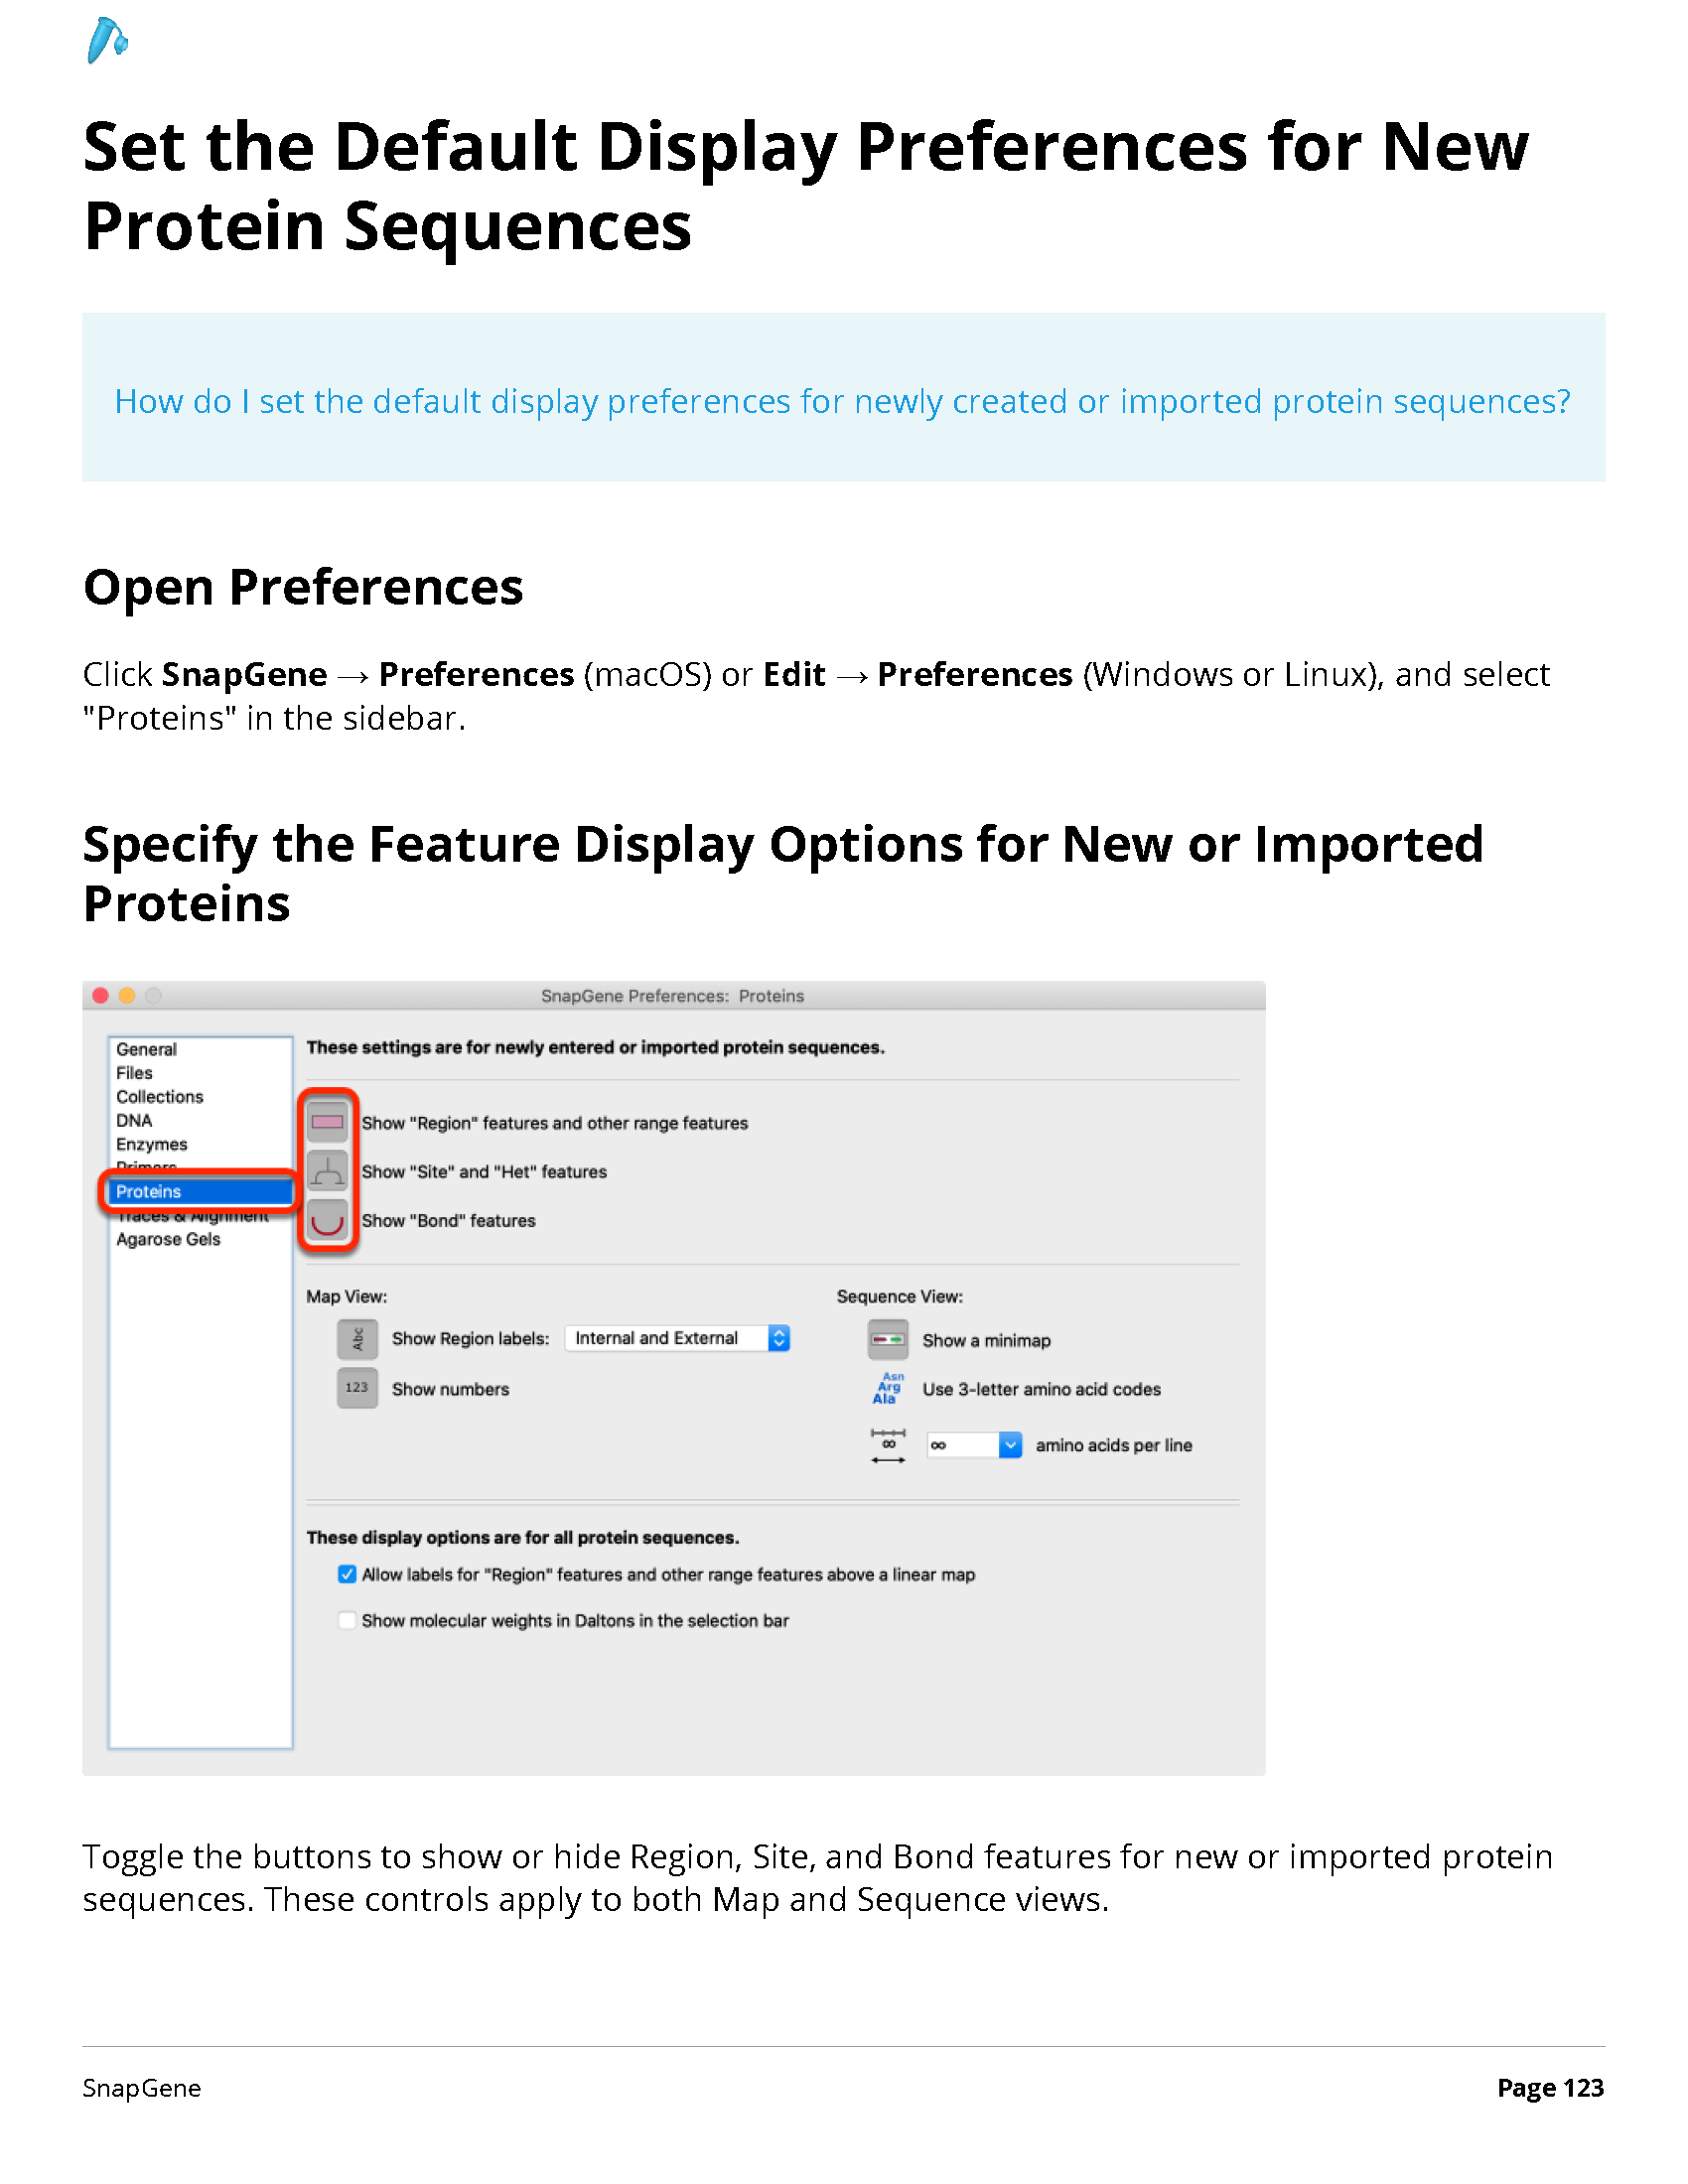 Set the Default Display Preferences for New
Protein Sequences
How do I set the default display preferences for newly created or imported protein sequences?
Open Preferences
Click SnapGene → Preferences (macOS) or Edit → Preferences (Windows or Linux), and select
"Proteins" in the sidebar.
Specify the Feature Display Options for New or Imported
Proteins
SnapGene Preferences: Proteins
General
Files
Collections
DNA
Enzymes
Primers
Proteins
Traces & Alignment
Agarose Gels
These settings are for newly entered or imported protein sequences.
Show "Region" features and other range features
Show "Site" and "Het" features
Show "Bond" features
Map View:
Abc Show Region labels: Internal and External
123 Show numbers
Sequence View:
Show a minimap
Asn
Arg
Ala
Use 3-letter amino acid codes
∞ ∞ amino acids per line
These display options are for all protein sequences.
Allow labels for "Region" features and other range features above a linear map
Show molecular weights in Daltons in the selection bar
Toggle the buttons to show or hide Region, Site, and Bond features for new or imported protein
sequences. These controls apply to both Map and Sequence views.
SnapGene
Page 123